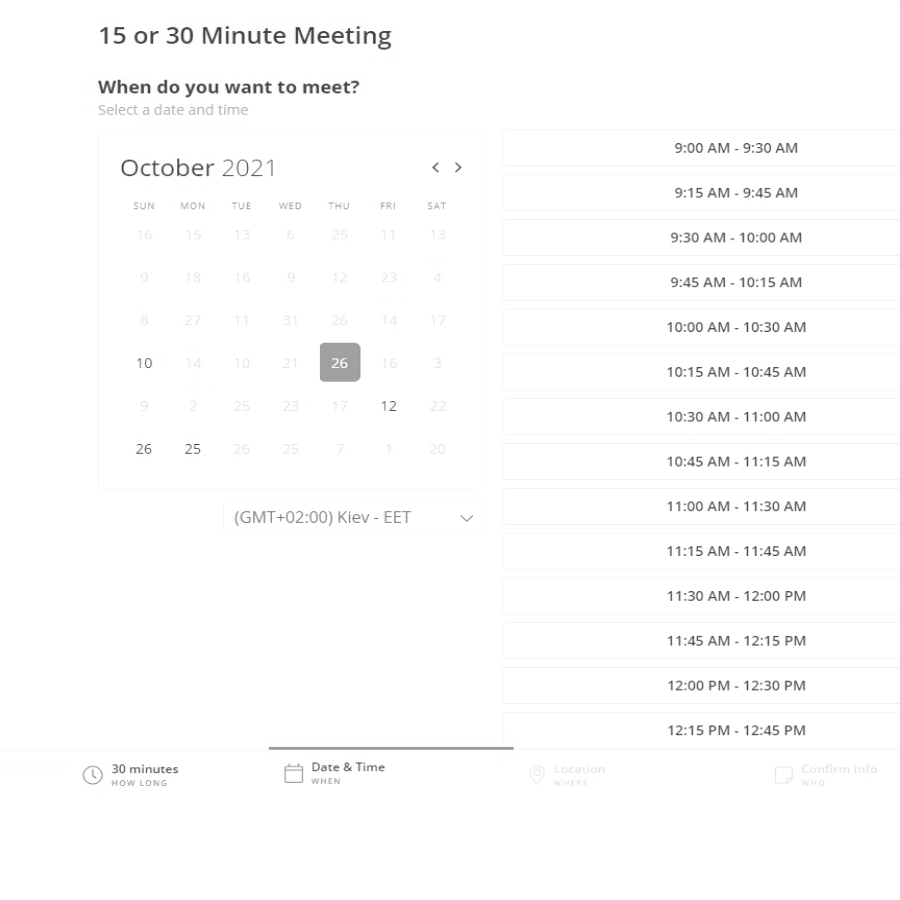 15 or 30 Minute Meeting
When do you want to meet?
Select a date and time
October 2021
SUN MON TUE WED THU FRI SAT
16 15 13 6 25 11 13
9 18 16 9 12 23 4
8 27 11 31 26 14 17
10 14 10 21 26 16 3
9 2 25 23 17 12 22
26 25 26 25 7 1 20
(GMT+02:00) Kiev - EET
9:00 AM - 9:30 AM
9:15 AM - 9:45 AM
9:30 AM - 10:00 AM
9:45 AM - 10:15 AM
10:00 AM - 10:30 AM
10:15 AM - 10:45 AM
10:30 AM - 11:00 AM
10:45 AM - 11:15 AM
11:00 AM - 11:30 AM
11:15 AM - 11:45 AM
11:30 AM - 12:00 PM
11:45 AM - 12:15 PM
12:00 PM - 12:30 PM
12:15 PM - 12:45 PM
30 minutes
HOW LONG
Date & Time
WHEN
Location
WHERE
Confirm Info
WHO